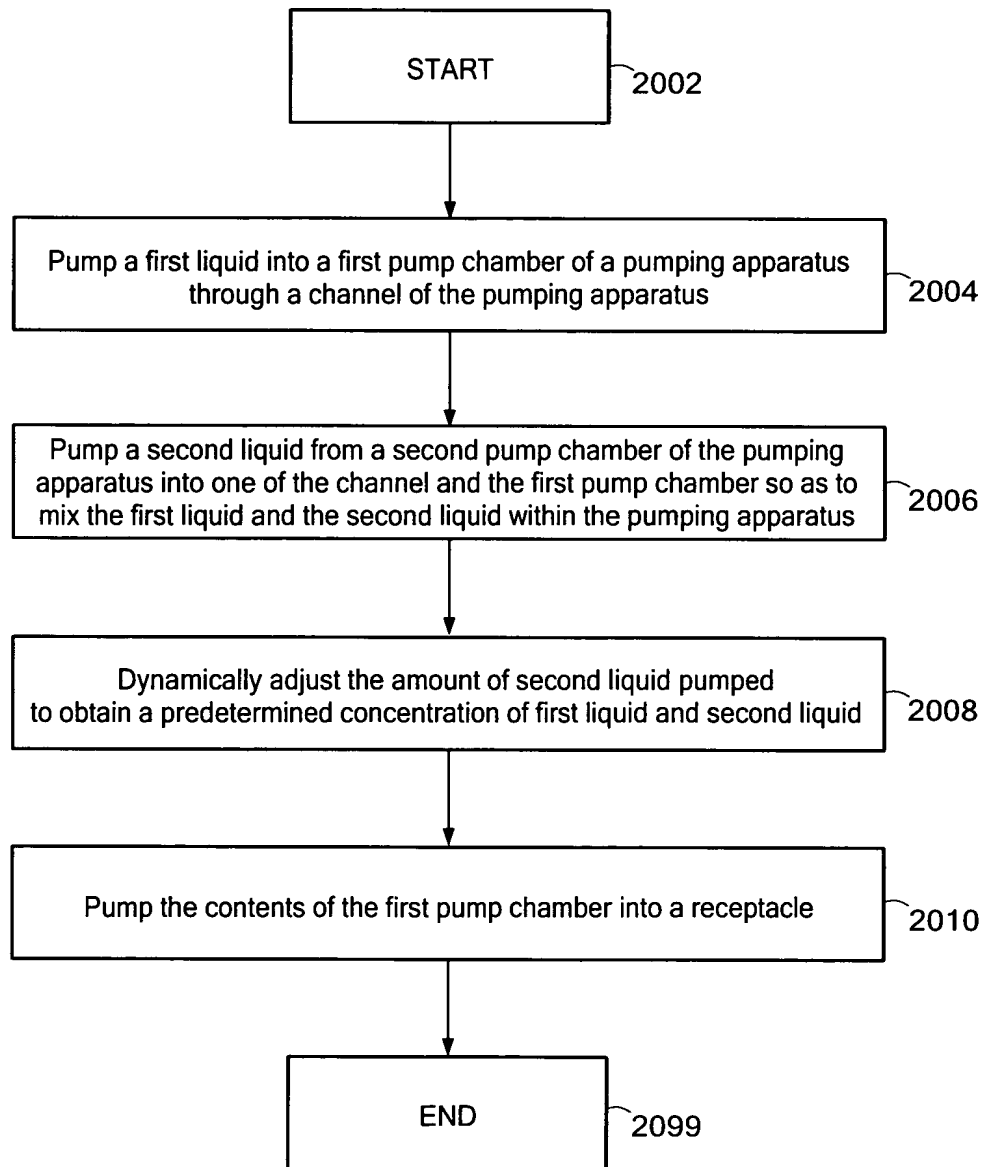 START
2002
Pump a first liquid into a first pump chamber of a pumping apparatus
through a channel of the pumping apparatus
2004
Pump a second liquid from a second pump chamber of the pumping
apparatus into one of the channel and the first pump chamber so as to
mix the first liquid and the second liquid within the pumping apparatus
2006
Dynamically adjust the amount of second liquid pumped
to obtain a predetermined concentration of first liquid and second liquid
2008
Pump the contents of the first pump chamber into a receptacle
2010
END
2099